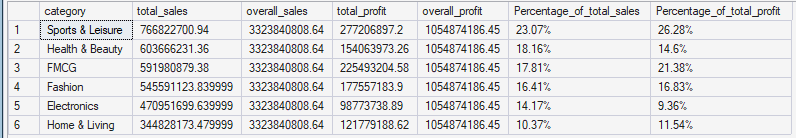 category total_sales overall_sales total_profit overall_profit Percentage_of_total_sales Percentage_of_total_profit
1 Sports & Leisure 766822700.94 3323840808.64 277206897.2 1054874186.45 23.07% 26.28%
2 Health & Beauty 603666231.36 3323840808.64 154063973.26 1054874186.45 18.16% 14.6%
3 FMCG 591980879.38 3323840808.64 225493204.58 1054874186.45 17.81% 21.38%
4 Fashion 545591123.839999 3323840808.64 177557183.9 1054874186.45 16.41% 16.83%
5 Electronics 470951699.639999 3323840808.64 98773738.89 1054874186.45 14.17% 9.36%
6 Home & Living 344828173.479999 3323840808.64 121779188.62 1054874186.45 10.37% 11.54%